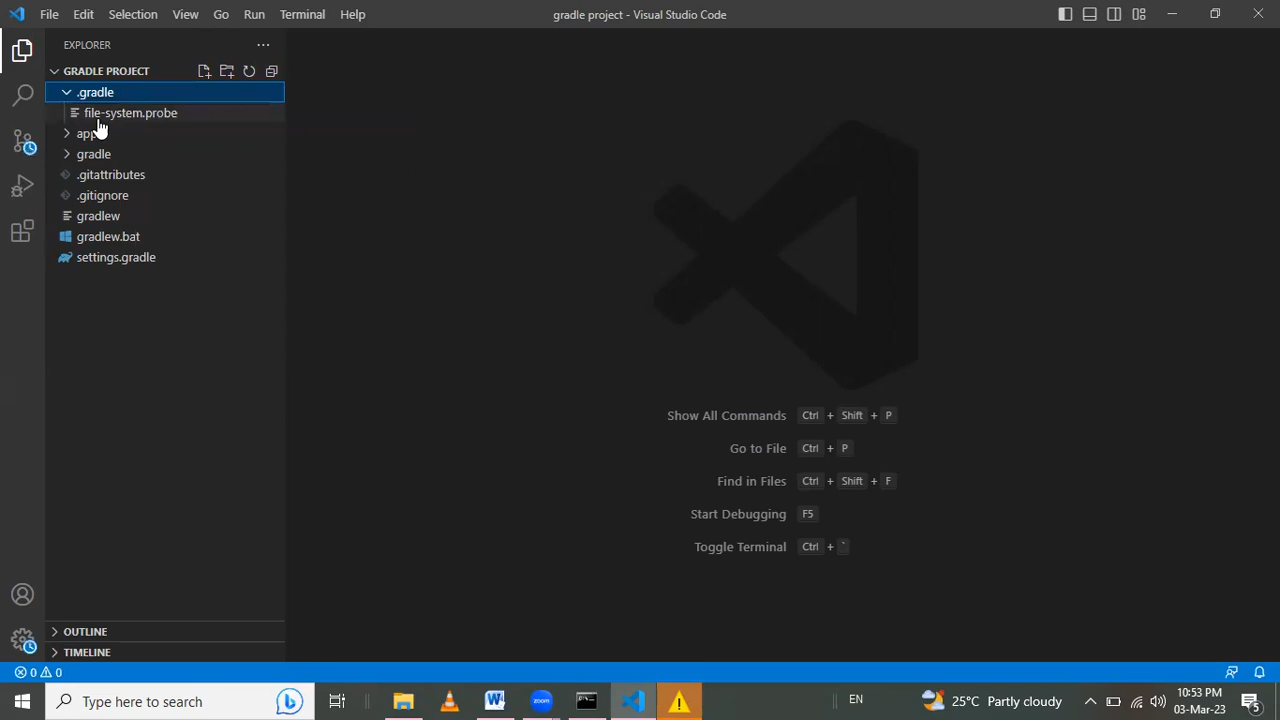 File Edit Selection View Go Run Terminal Help
gradle project - Visual Studio Code
EXPLORER
GRADLE PROJECT
.gradle
file-system.probe
app
gradle
.gitattributes
.gitignore
gradlew
gradlew.bat
settings.gradle
Show All Commands Ctrl + Shift + P
Go to File Ctrl + P
Find in Files Ctrl + Shift + F
Start Debugging F5
Toggle Terminal Ctrl + `
OUTLINE
TIMELINE
0 0
Type here to search
EN
25°C Partly cloudy
10:53 PM
03-Mar-23
5